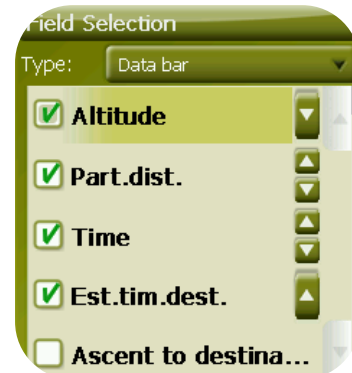 Field Selection
Type: Data bar
Altitude
Part.dist.
Time
Est.tim.dest.
Ascent to destina...